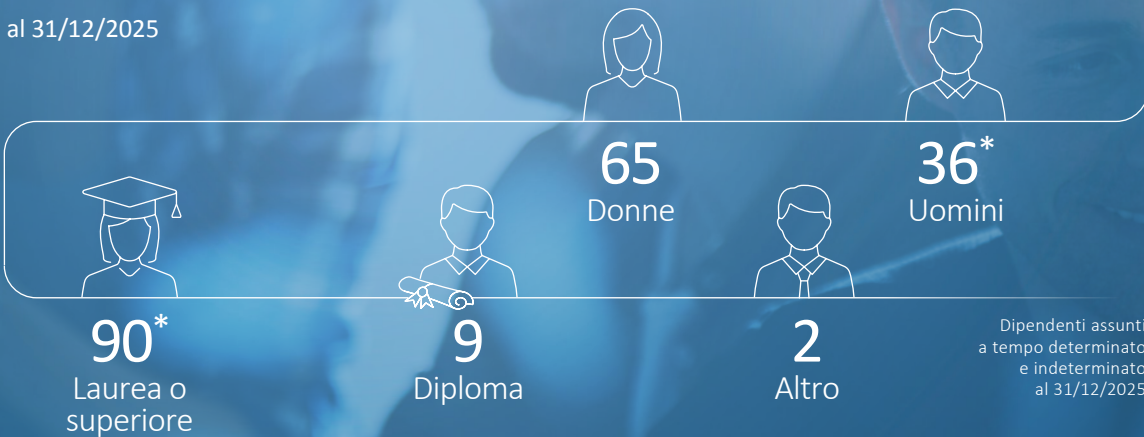 al 31/12/2025
65
Donne
36*
Uomini
90*
Laurea o
superiore
9
Diploma
2
Altro
Dipendenti assunti
a tempo determinato
e indeterminato
al 31/12/2025